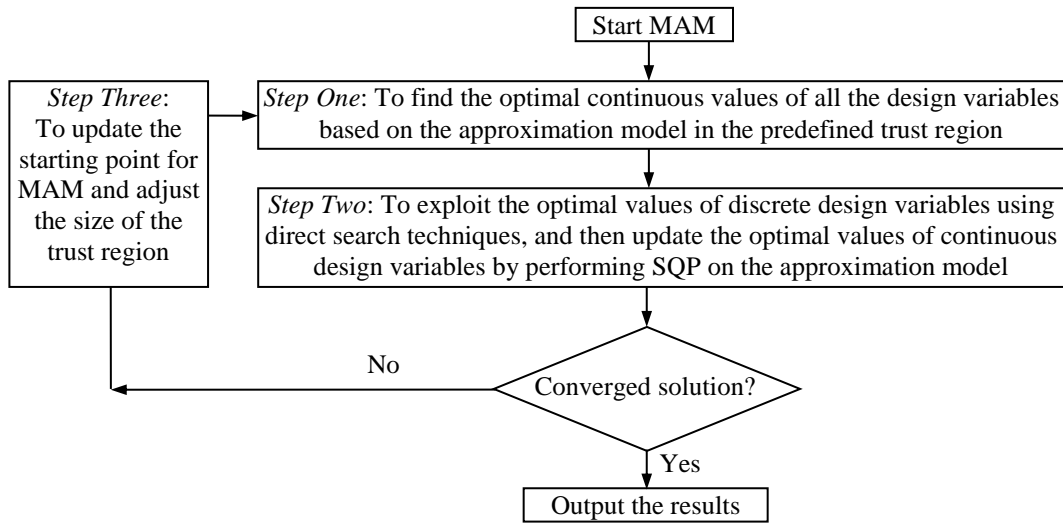 Start MAM
Step One: To find the optimal continuous values of all the design variables
based on the approximation model in the predefined trust region
Step Two: To exploit the optimal values of discrete design variables using
direct search techniques, and then update the optimal values of continuous
design variables by performing SQP on the approximation model
Step Three:
To update the
starting point for
MAM and adjust
the size of the
trust region
Converged solution?
No
Yes
Output the results